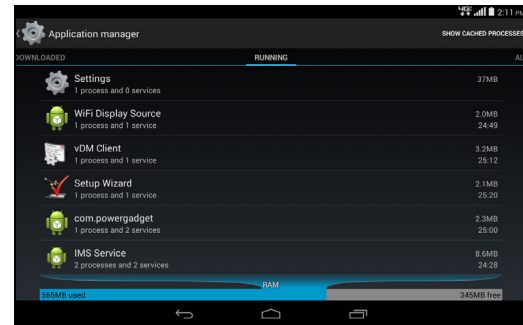 4G 2:11 PM
Application manager SHOW CACHED PROCESSES
DOWNLOADED RUNNING AL
Settings 37MB
1 process and 0 services
WiFi Display Source 2.0MB
1 process and 1 service 24:49
vDM Client 3.2MB
1 process and 1 service 25:12
Setup Wizard 2.1MB
1 process and 1 service 25:20
com.powergadget 2.3MB
1 process and 2 services 25:00
IMS Service 8.6MB
2 processes and 2 services 24:28
RAM
565MB used 345MB free